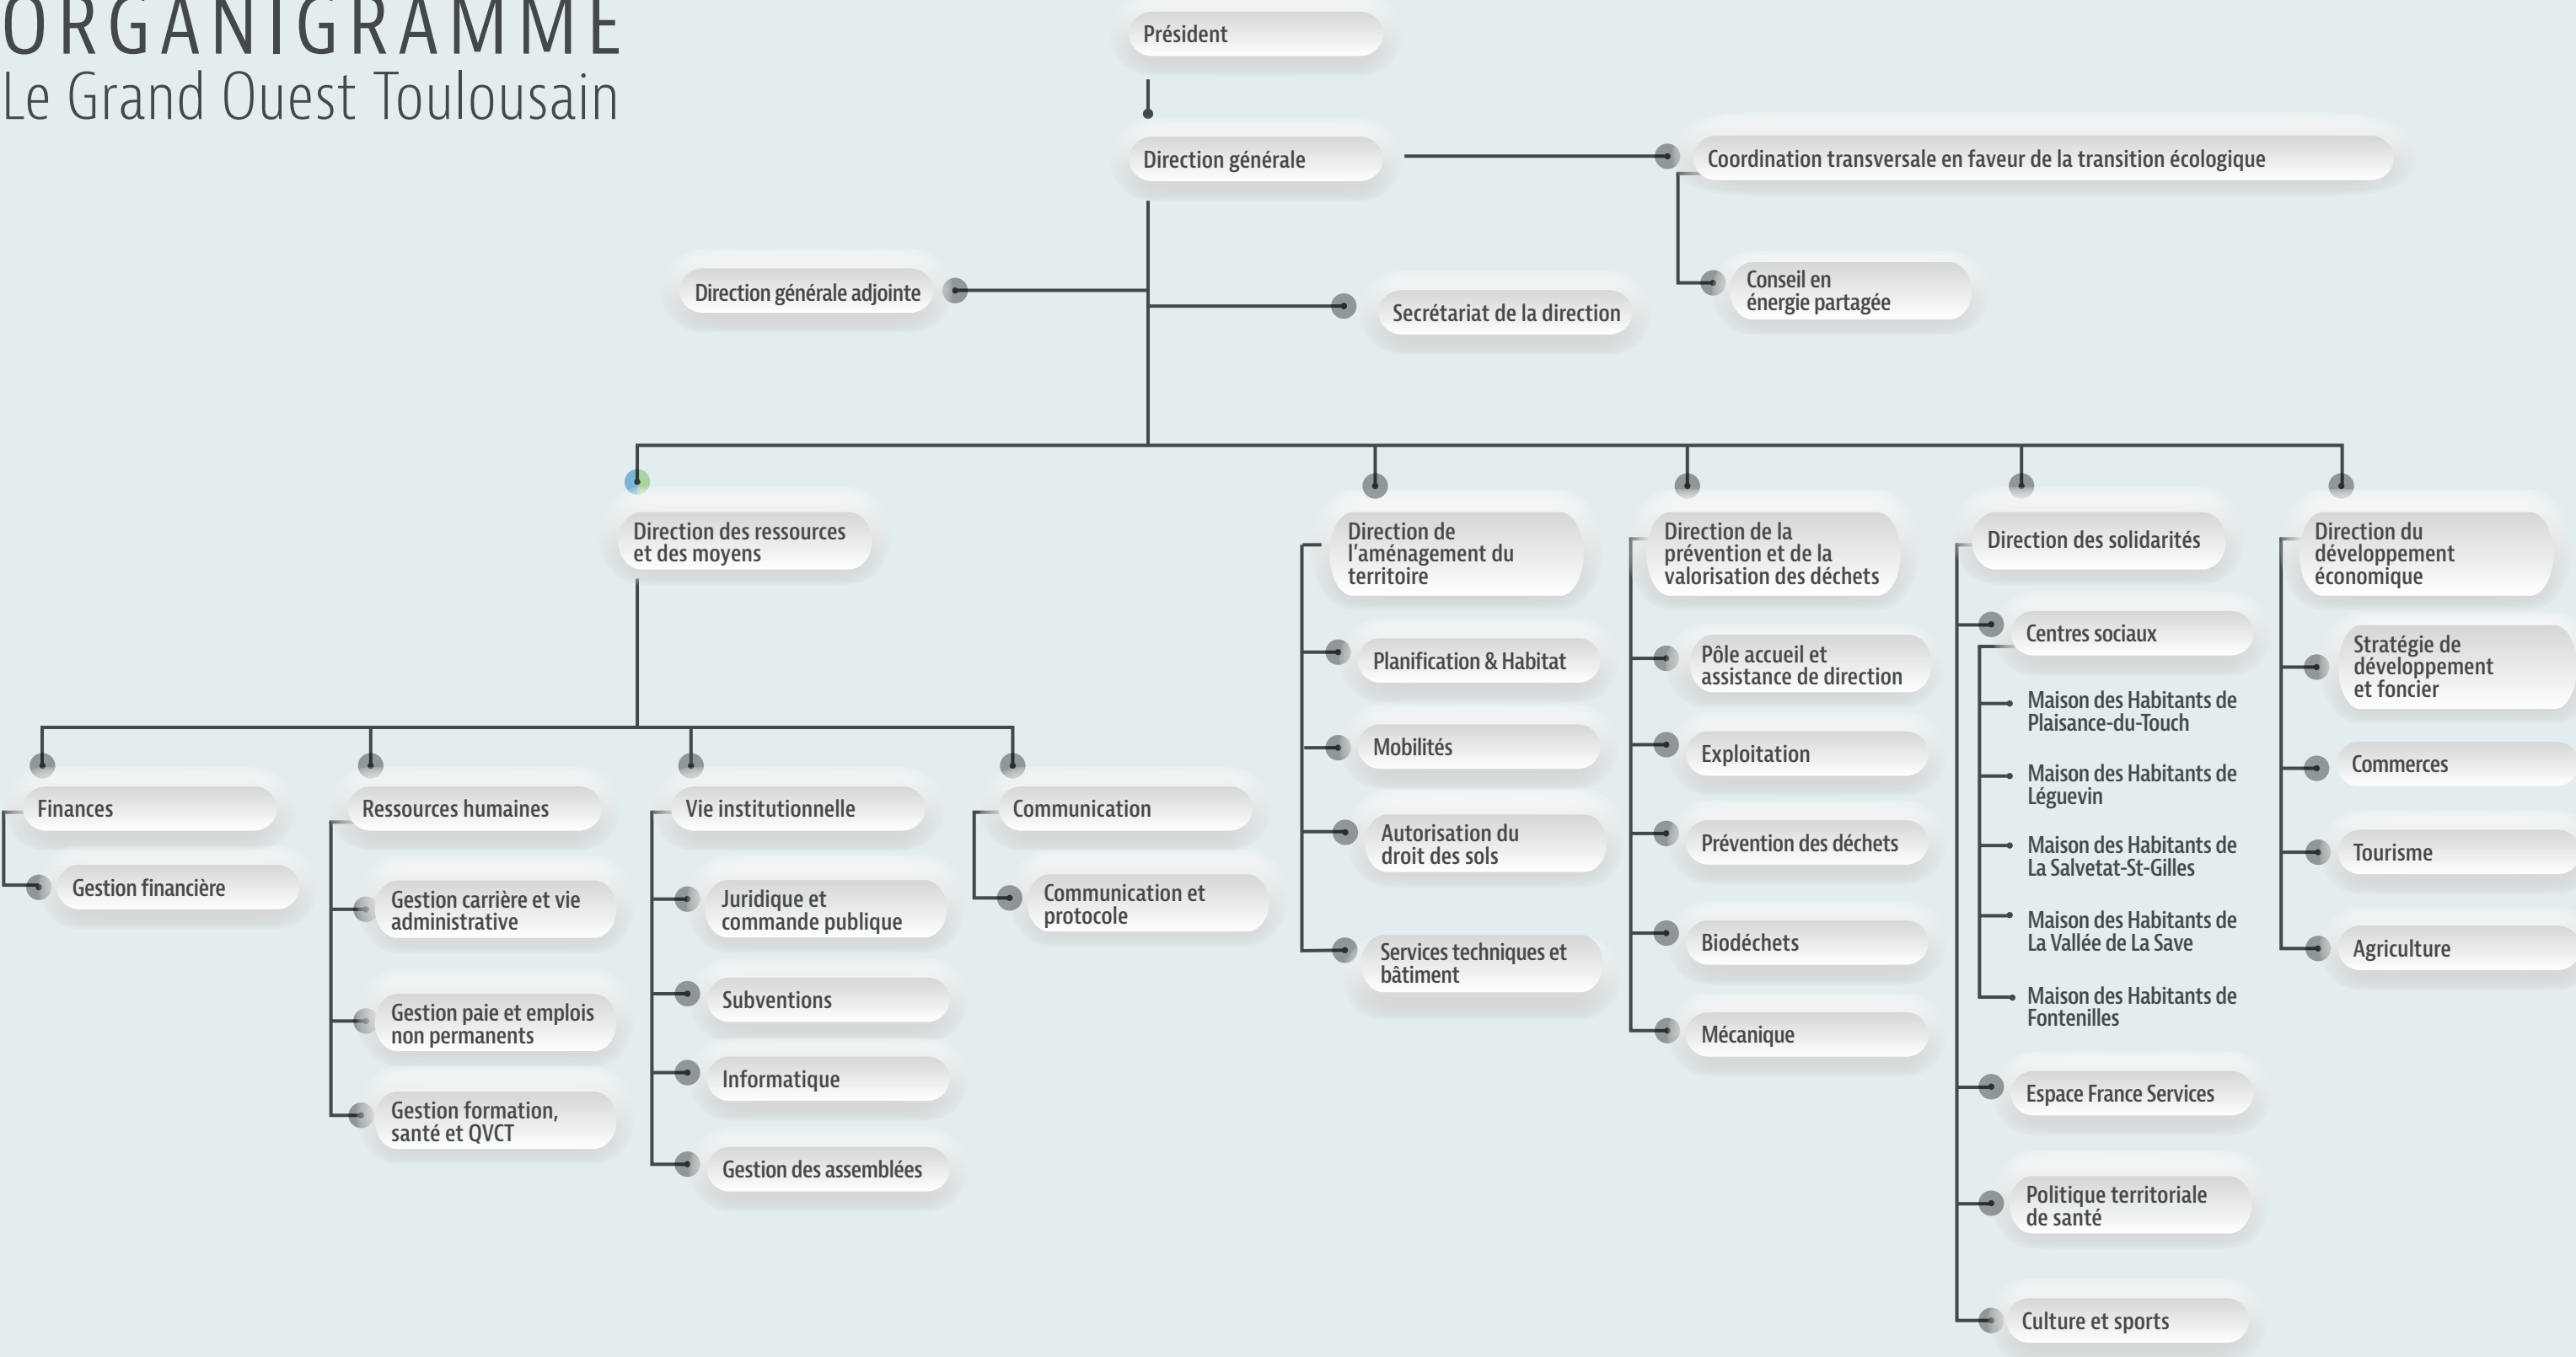 ORGANIGRAMME
Le Grand Ouest Toulousain
Président
Direction générale
Coordination transversale en faveur de la transition écologique
Conseil en
énergie partagée
Direction générale adjointe
Secrétariat de la direction
Direction des ressources
et des moyens
Finances
Gestion financière
Ressources humaines
Gestion carrière et vie
administrative
Gestion paie et emplois
non permanents
Gestion formation,
santé et QVCT
Vie institutionnelle
Juridique et
commande publique
Subventions
Informatique
Gestion des assemblées
Communication
Communication et
protocole
Direction de
l'aménagement du
territoire
Planification & Habitat
Mobilités
Autorisation du
droit des sols
Services techniques et
bâtiment
Direction de la
prévention et de la
valorisation des déchets
Pôle accueil et
assistance de direction
Exploitation
Prévention des déchets
Biodéchets
Mécanique
Direction des solidarités
Centres sociaux
Maison des Habitants de
Plaisance-du-Touch
Maison des Habitants de
Léguevin
Maison des Habitants de
La Salvetat-St-Gilles
Maison des Habitants de
La Vallée de La Save
Maison des Habitants de
Fontenilles
Espace France Services
Politique territoriale
de santé
Culture et sports
Direction du
développement
économique
Stratégie de
développement
et foncier
Commerces
Tourisme
Agriculture